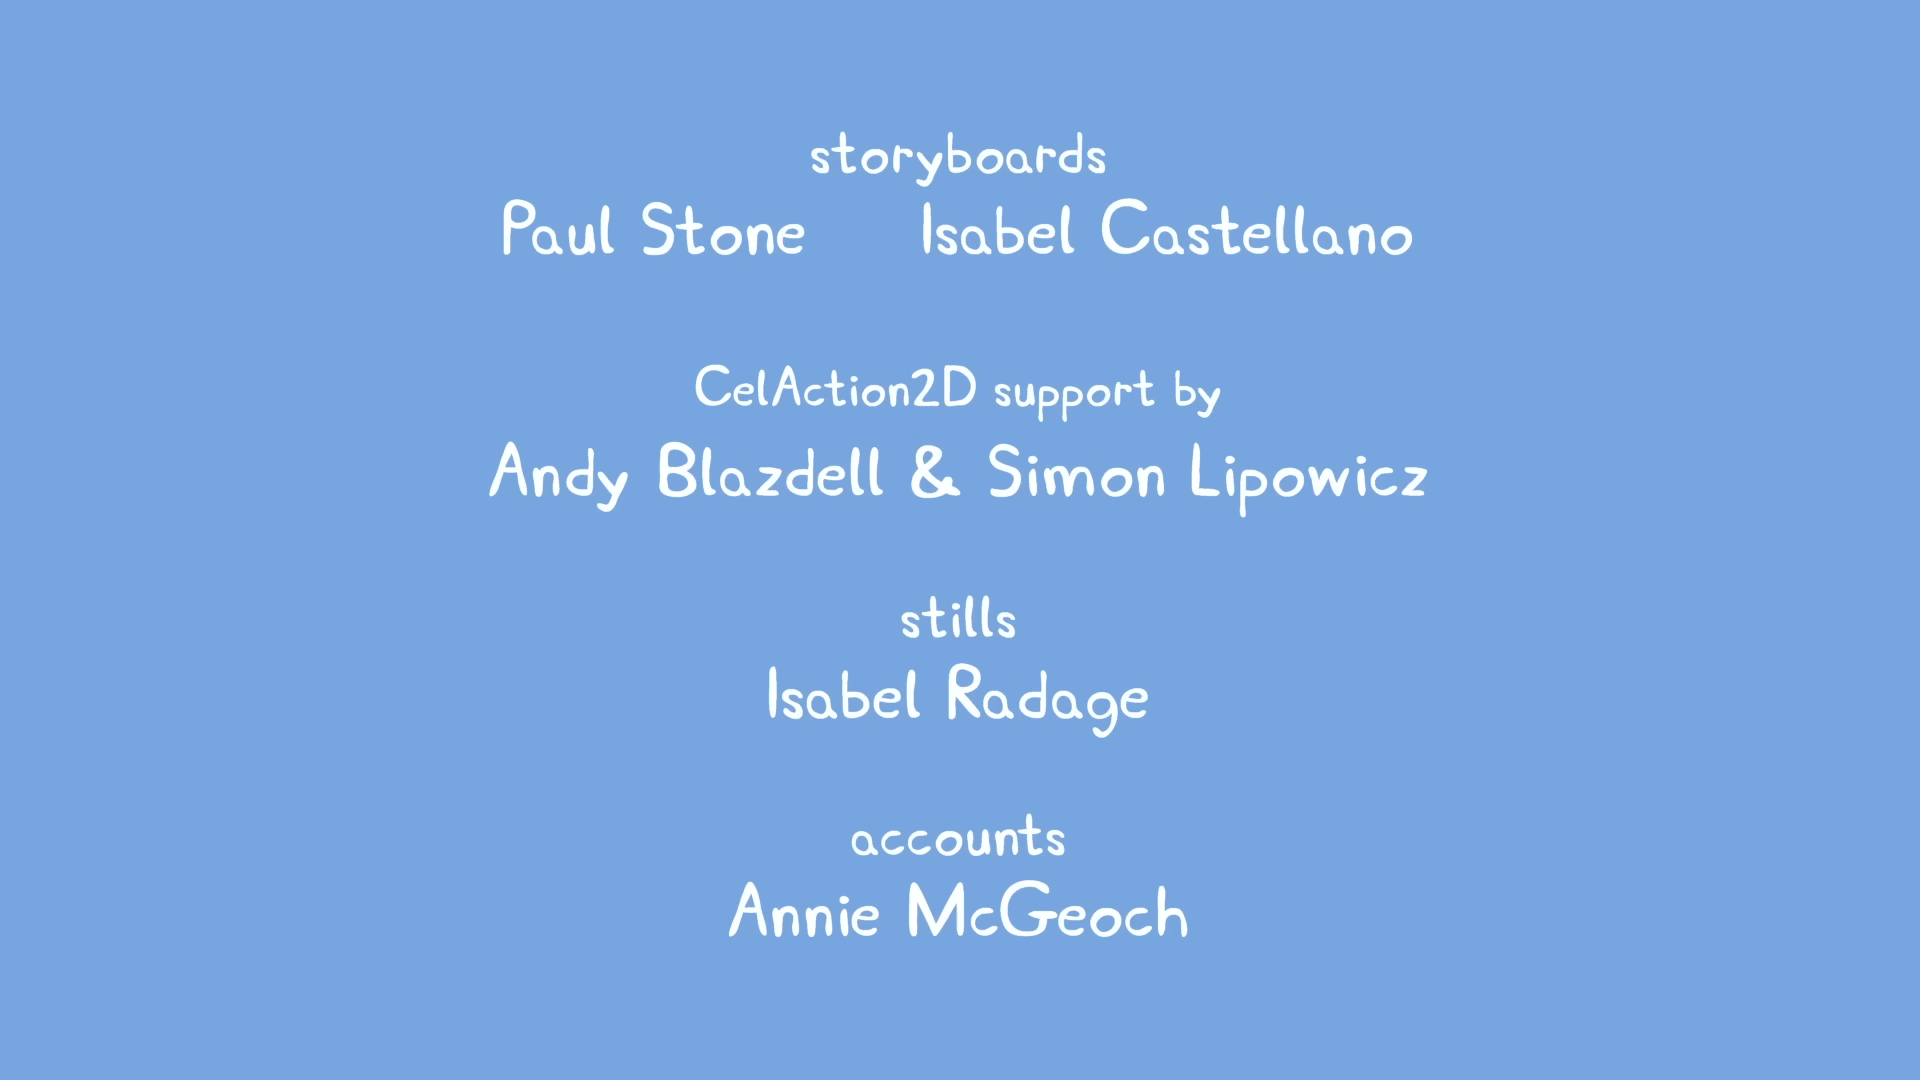 storyboards
Paul Stone Isabel Castellano
CelAction2D support by
Andy Blazdell & Simon Lipowicz
stills
Isabel Radage
accounts
Annie McGeoch